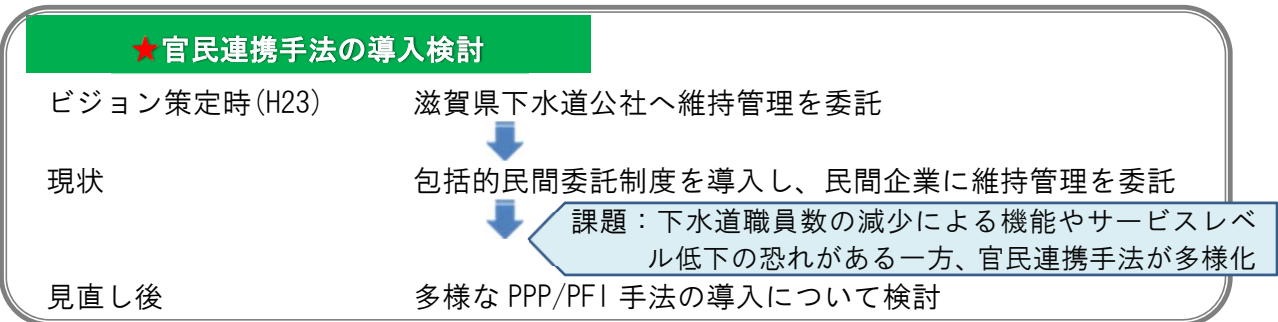 ★官民連携手法の導入検討
ビジョン策定時(H23) 滋賀県下水道公社へ維持管理を委託
現状 包括的民間委託制度を導入し、民間企業に維持管理を委託
課題：下水道職員数の減少による機能やサービスレベ
ル低下の恐れがある一方、官民連携手法が多様化
見直し後 多様な PPP/PFI 手法の導入について検討